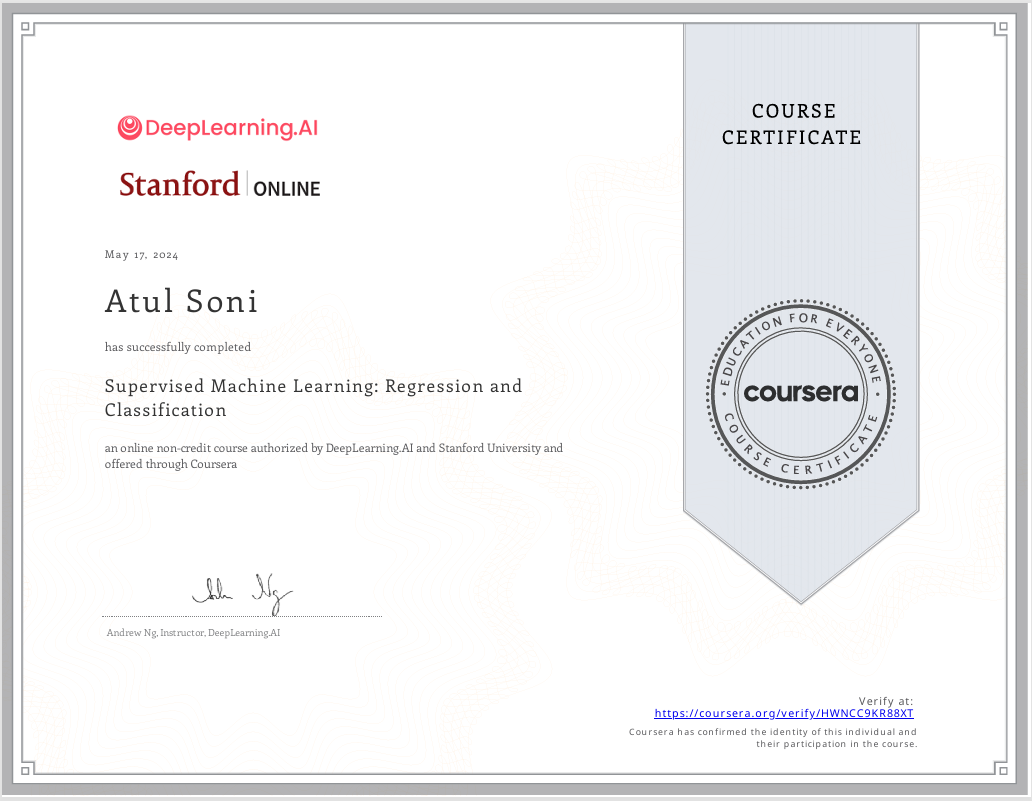 DeepLearning.AI
Stanford | ONLINE
May 17, 2024
Atul Soni
has successfully completed
Supervised Machine Learning: Regression and
Classification
an online non-credit course authorized by DeepLearning.AI and Stanford University and
offered through Coursera
Andrew Ng, Instructor, DeepLearning.AI
COURSE
CERTIFICATE
EDUCATION FOR EVERYONE
coursera
COURSE CERTIFICATE
Verify at:
https://coursera.org/verify/HWNCC9KR88XT
Coursera has confirmed the identity of this individual and
their participation in the course.